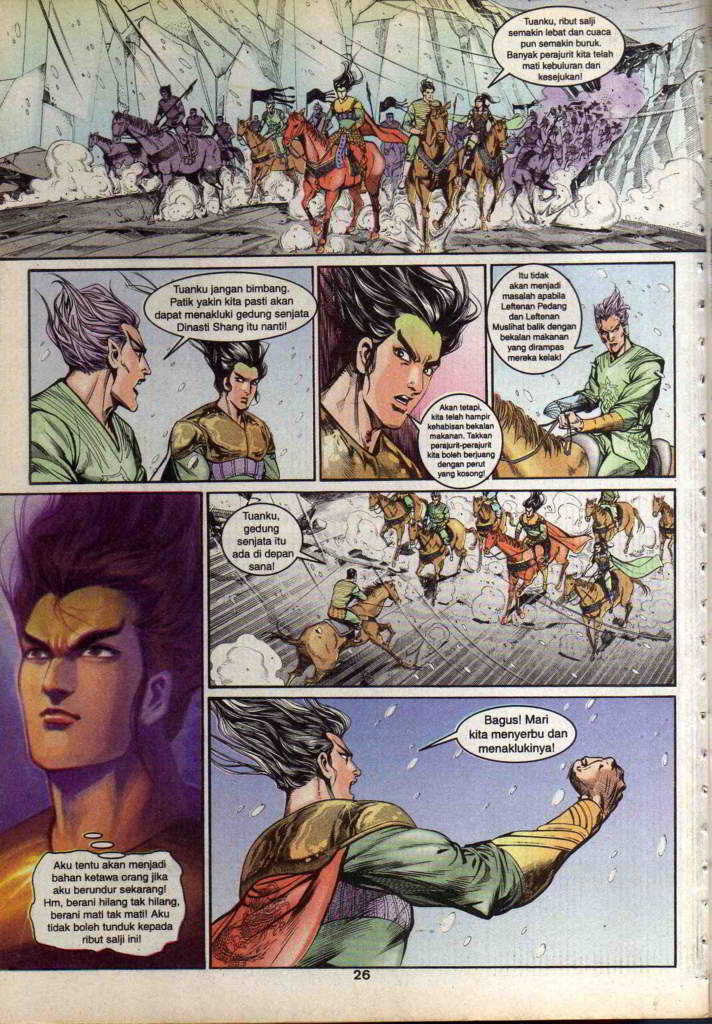 Tuanku, ribut salji
semakin lebat dan cuaca
pun semakin buruk.
Banyak perajurit kita telah
mati kebuluran dan
kesejukan!
Tuanku jangan bimbang.
Patik yakin kita pasti akan
dapat menakluki gedung senjata
Dinasti Shang itu nanti!
Akan tetapi,
kita telah hampir
kehabisan bekalan
makanan. Takkan
perajurit-perajurit
kita boleh berjuang
dengan perut
yang kosong!
Itu tidak
akan menjadi
masalah apabila
Leftenan Pedang
dan Leftenan
Muslihat balik dengan
bekalan makanan
yang dirampas
mereka kelak!
Aku tentu akan menjadi
bahan ketawa orang jika
aku berundur sekarang!
Hm, berani hilang tak hilang,
berani mati tak mati! Aku
tidak boleh tunduk kepada
ribut salji ini!
Tuanku,
gedung
senjata itu
ada di depan
sana!
Bagus! Mari
kita menyerbu dan
menaklukinya!
26